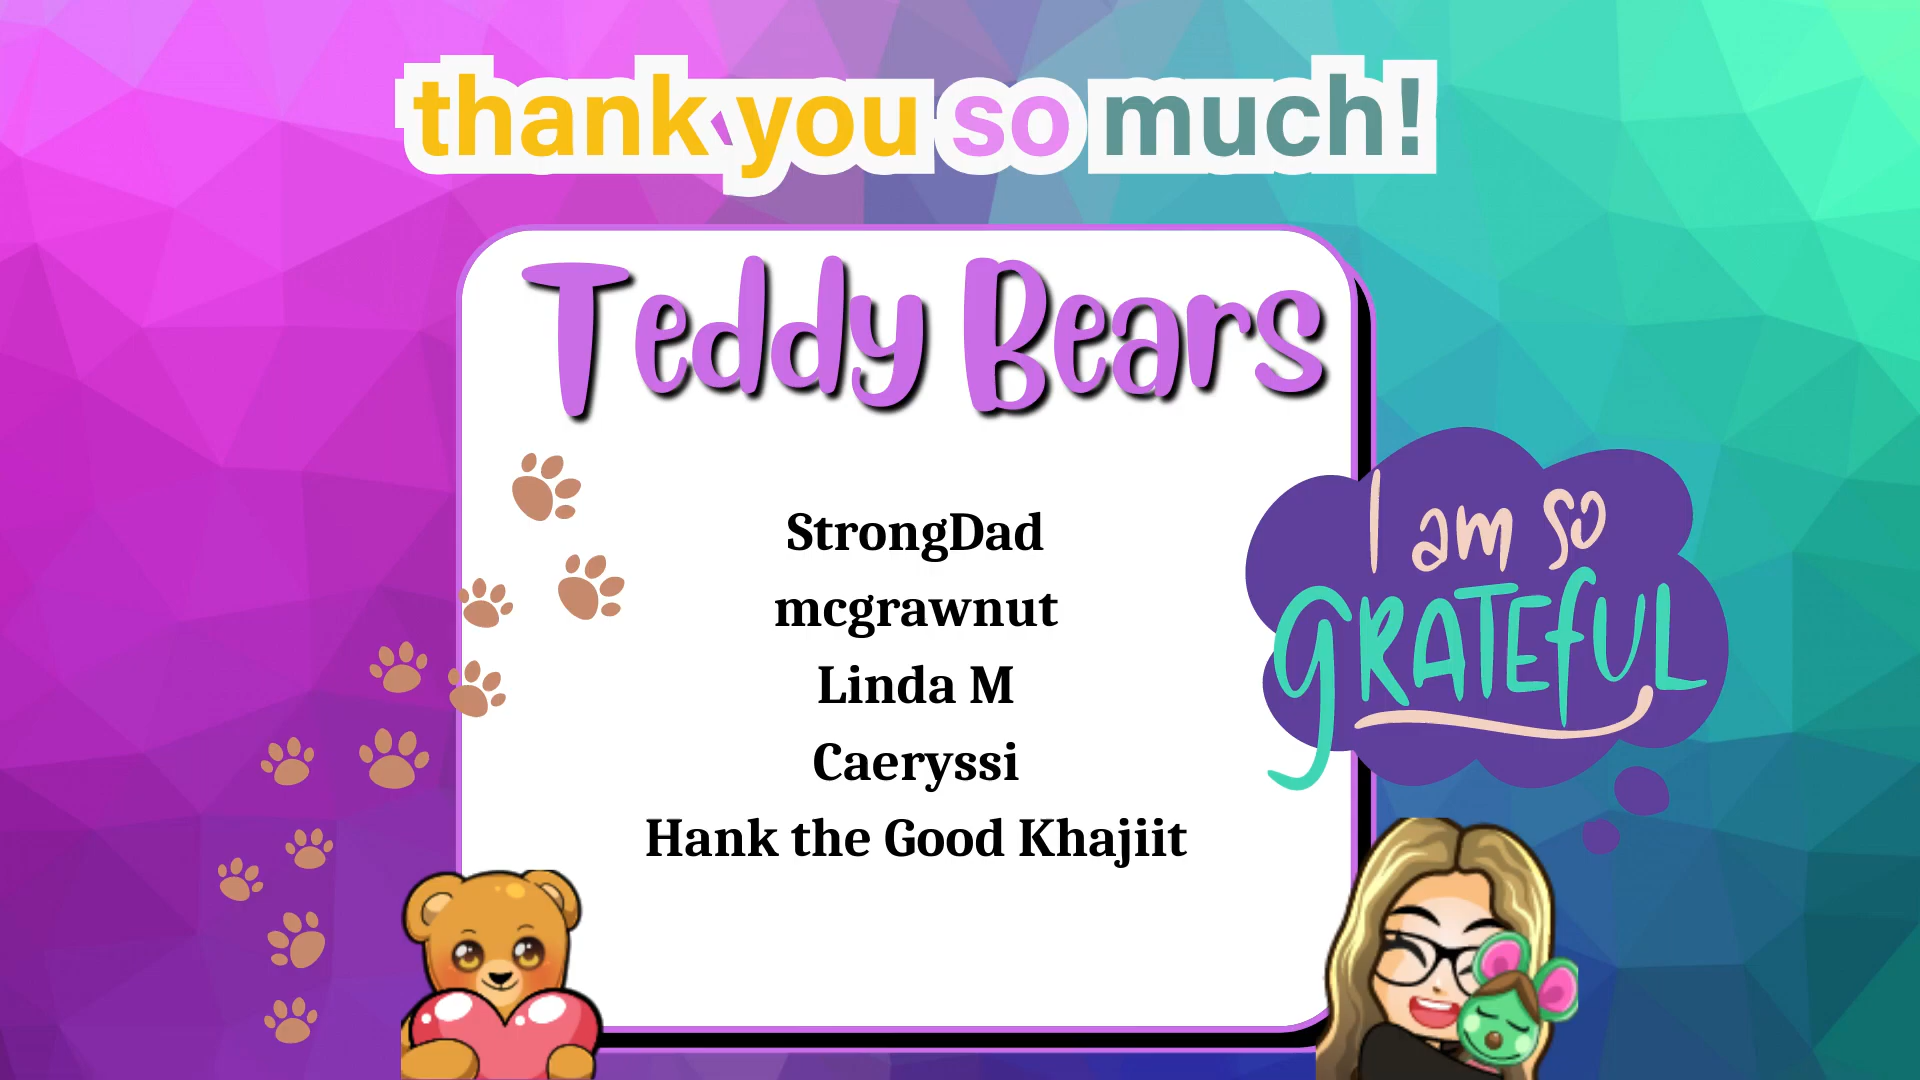 thank you so much!
Teddy Bears
StrongDad
mcgrawnut
Linda M
Caeryssi
Hank the Good Khajiit
I am so
gRATEfUL